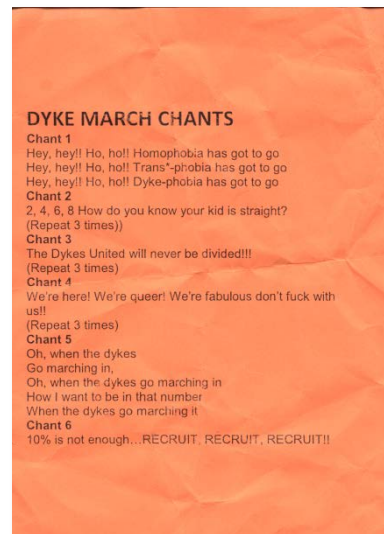 DYKE MARCH CHANTS
Chant 1
Hey, hey!! Ho, ho!! Homophobia has got to go
Hey, hey!! Ho, ho!! Trans*-phobia has got to go
Hey, hey!! Ho, ho!! Dyke-phobia has got to go
Chant 2
2, 4, 6, 8 How do you know your kid is straight?
(Repeat 3 times))
Chant 3
The Dykes United will never be divided!!!
(Repeat 3 times)
Chant 4
We're here! We're queer! We're fabulous don't fuck with
us!!
(Repeat 3 times)
Chant 5
Oh, when the dykes
Go marching in,
Oh, when the dykes go marching in
How I want to be in that number
When the dykes go marching it
Chant 6
10% is not enough…RECRUIT, RECRUIT, RECRUIT!!